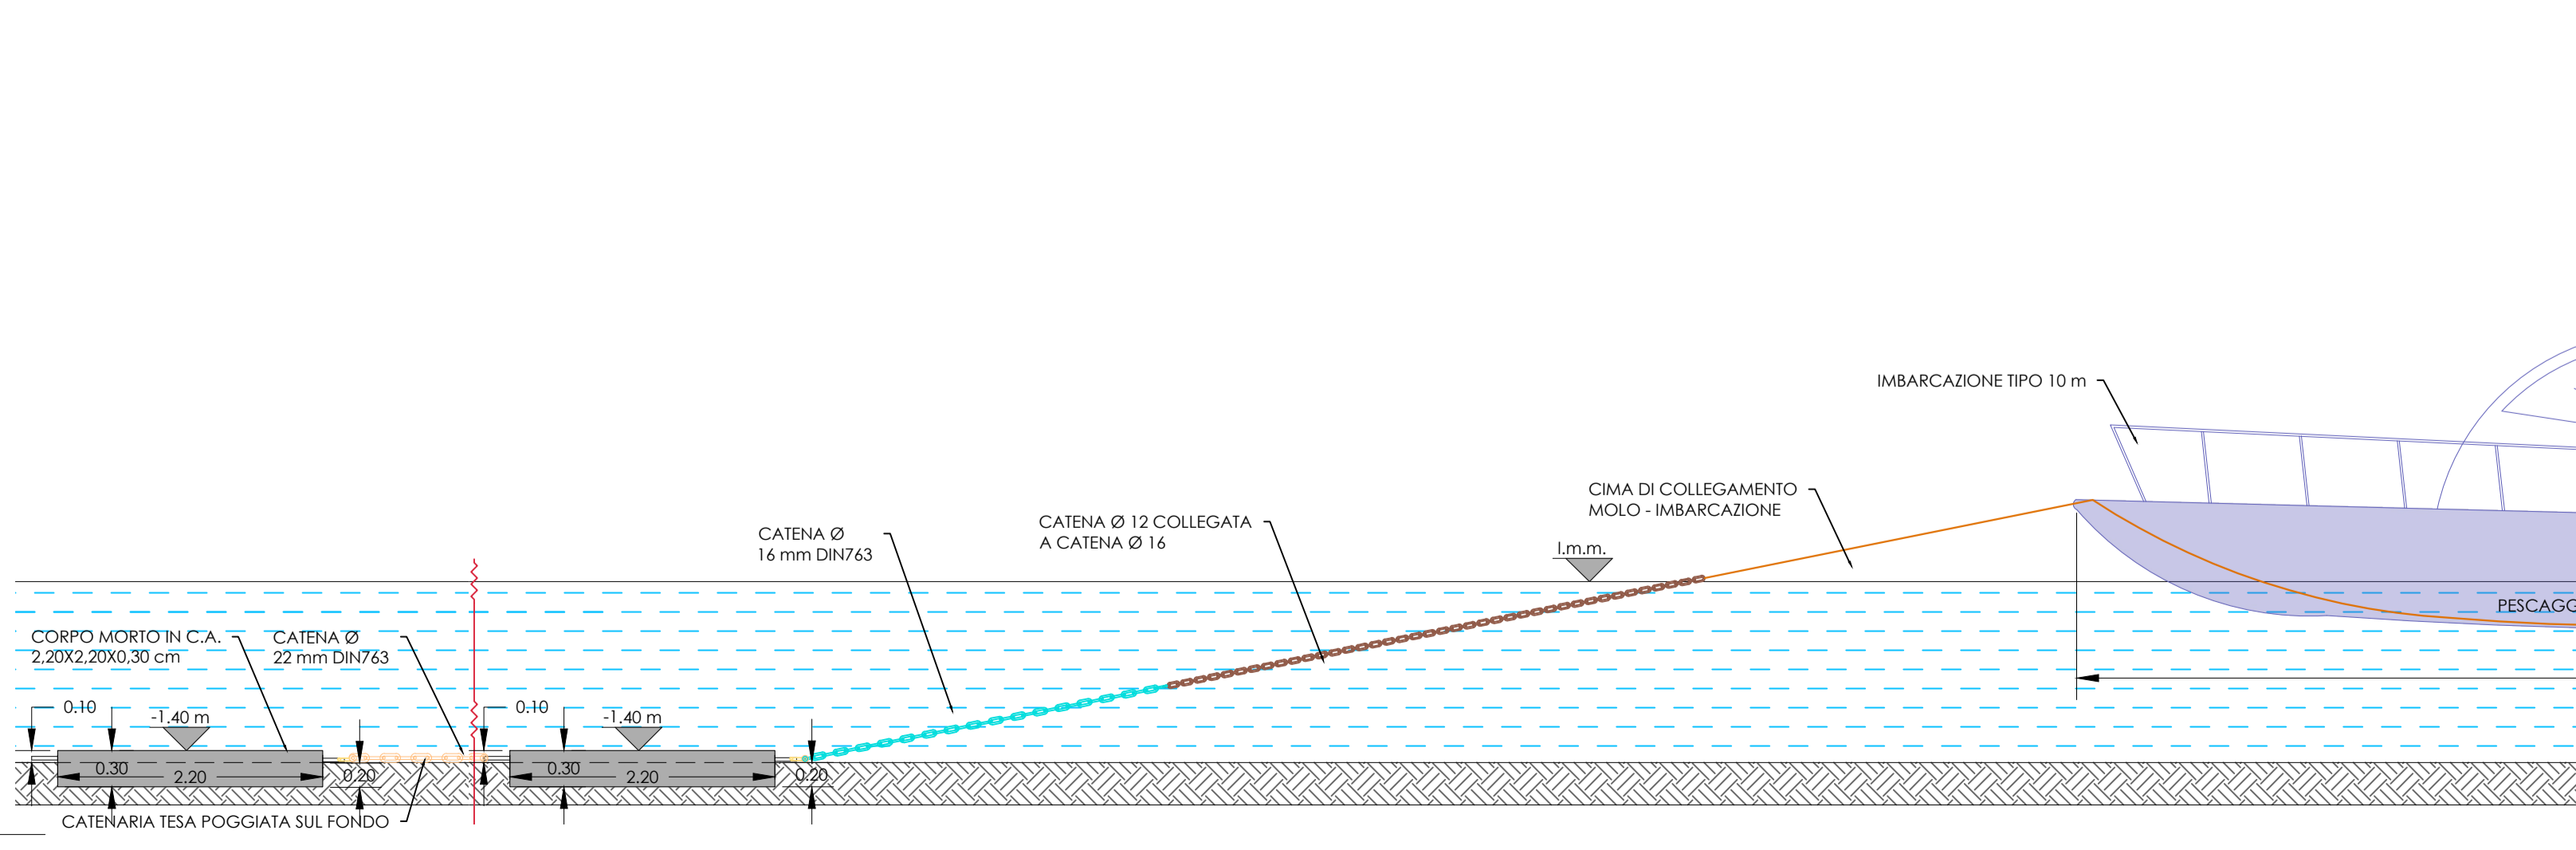 IMBARCAZIONE TIPO 10 m
CIMA DI COLLEGAMENTO
MOLO - IMBARCAZIONE
CATENA Ø 12 COLLEGATA
A CATENA Ø 16
CATENA Ø
16 mm DIN763
l.m.m.
PESCAGG
CORPO MORTO IN C.A.
2,20X2,20X0,30 cm
CATENA Ø
22 mm DIN763
0.10
-1.40 m
0.10
-1.40 m
0.30
2.20
0.20
0.30
2.20
0.20
CATENARIA TESA POGGIATA SUL FONDO